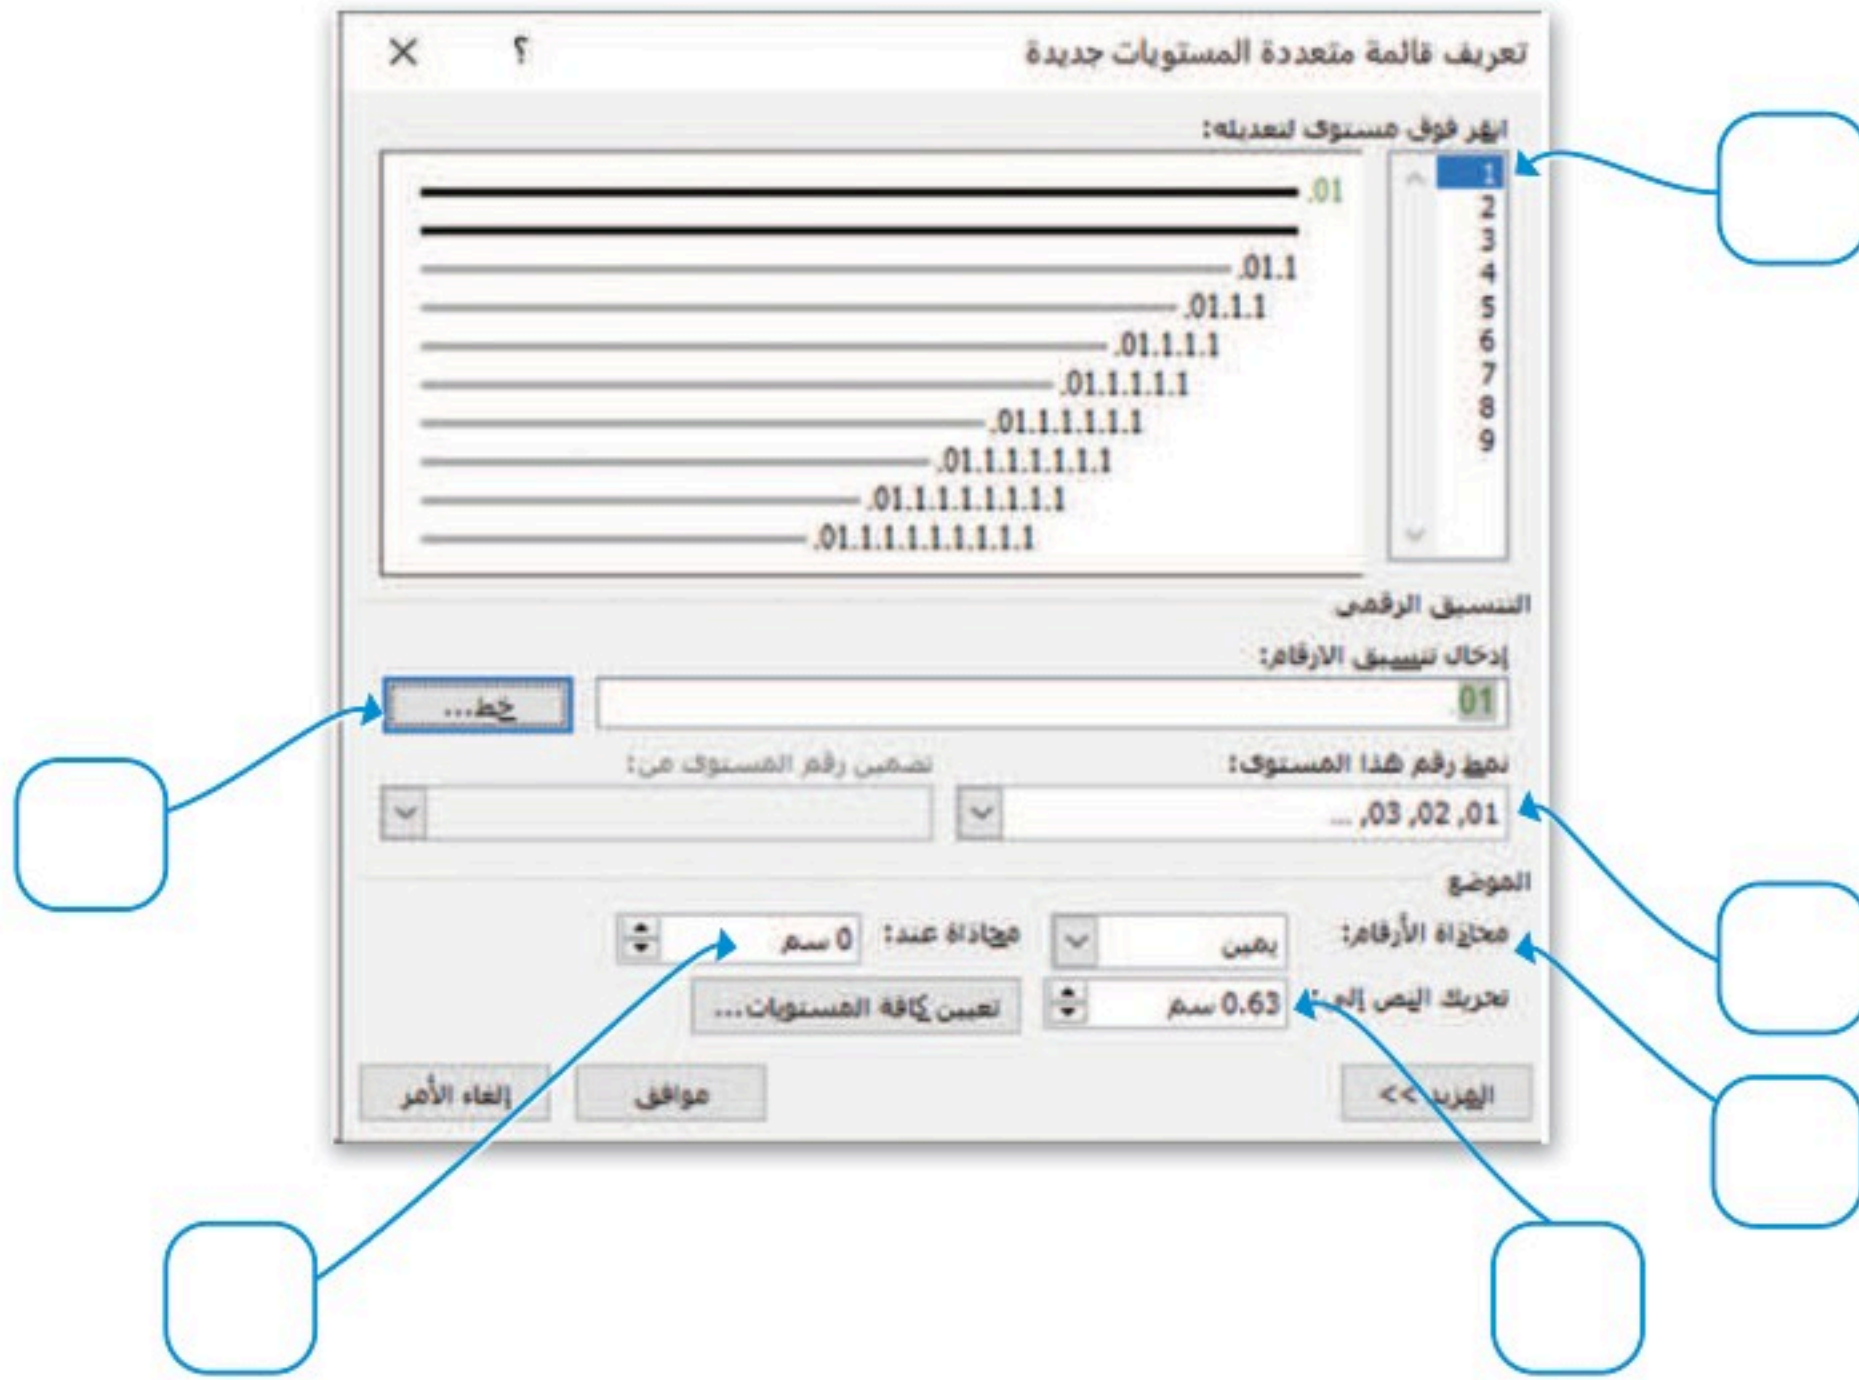 تعريف قائمة متعددة المستويات جديدة
؟
انقر فوق مستوى لتعديله:
1
2
3
4
5
6
7
8
9
01.
01.1.
01.1.1.
01.1.1.1.
01.1.1.1.1.
01.1.1.1.1.1.
01.1.1.1.1.1.1.
01.1.1.1.1.1.1.1.
01.1.1.1.1.1.1.1.1.
التنسيق الرقمي
إدخال تنسيق الأرقام:
01.
خط...
نمط رقم هذا المستوى:
تضمين رقم المستوى من:
01, 02, 03, ...
الموضع
محاذاة الأرقام:
يمين
محاذاة عند:
0 سم
تحريك النص إلى:
0.63 سم
تعيين كافة المستويات...
المزيد >>
موافق
إلغاء الأمر